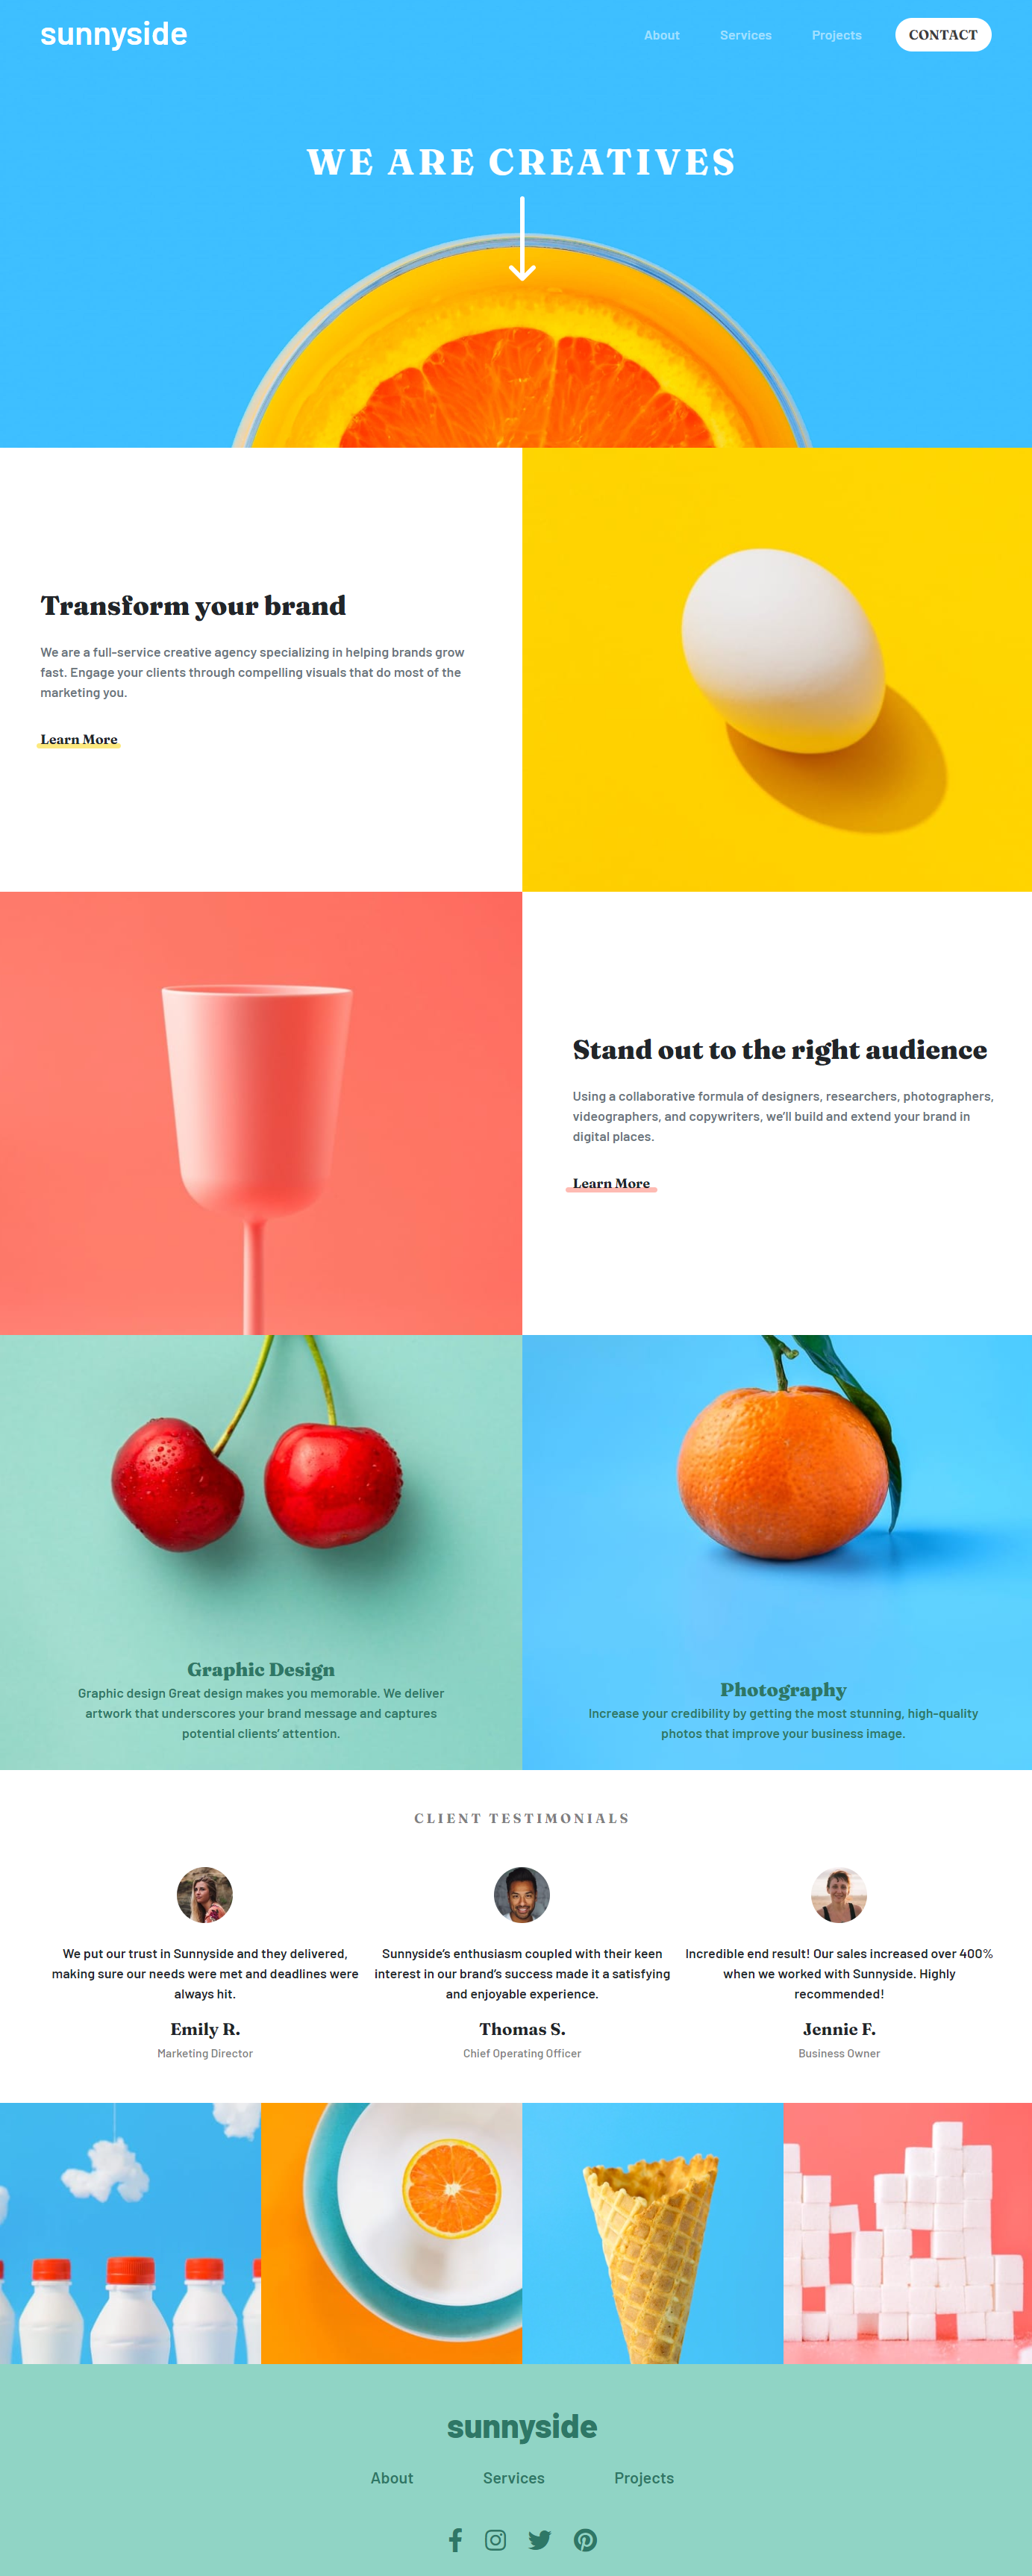 sunnyside
About Services Projects CONTACT
WE ARE CREATIVES
Transform your brand
We are a full-service creative agency specializing in helping brands grow
fast. Engage your clients through compelling visuals that do most of the
marketing you.
Learn More
Stand out to the right audience
Using a collaborative formula of designers, researchers, photographers,
videographers, and copywriters, we’ll build and extend your brand in
digital places.
Learn More
Graphic Design
Graphic design Great design makes you memorable. We deliver
artwork that underscores your brand message and captures
potential clients’ attention.
Photography
Increase your credibility by getting the most stunning, high-quality
photos that improve your business image.
CLIENT TESTIMONIALS
We put our trust in Sunnyside and they delivered,
making sure our needs were met and deadlines were
always hit.
Emily R.
Marketing Director
Sunnyside’s enthusiasm coupled with their keen
interest in our brand’s success made it a satisfying
and enjoyable experience.
Thomas S.
Chief Operating Officer
Incredible end result! Our sales increased over 400%
when we worked with Sunnyside. Highly
recommended!
Jennie F.
Business Owner
sunnyside
About Services Projects